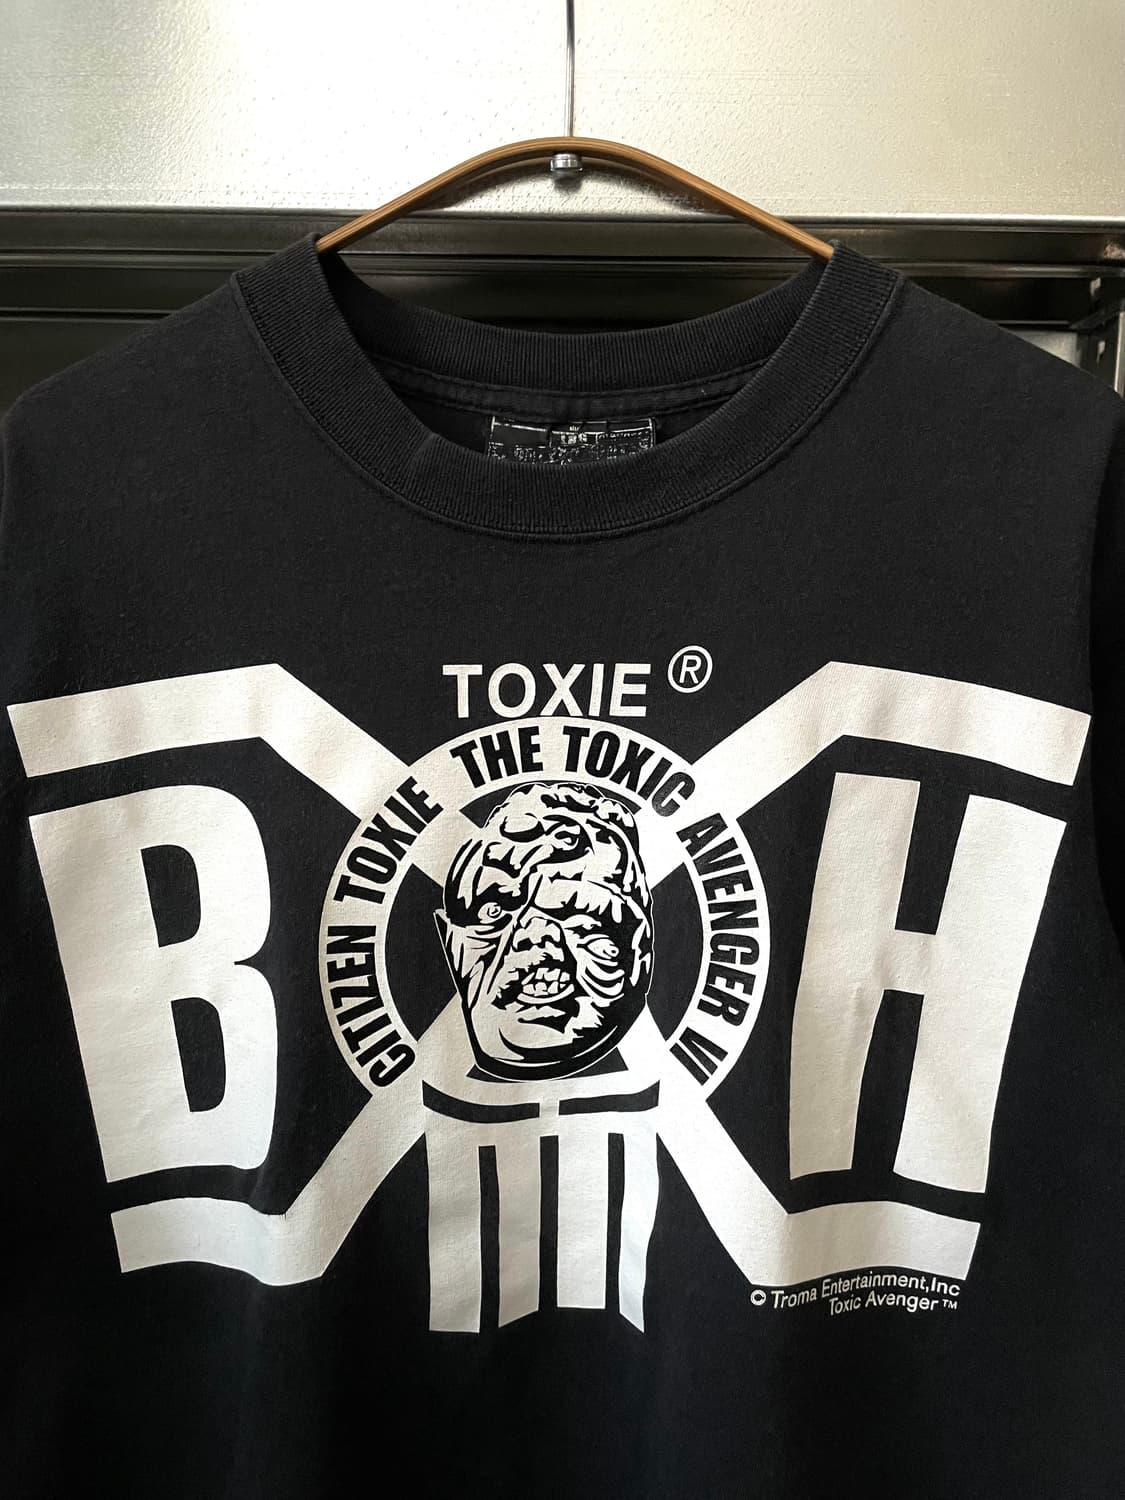 TOXIE ®
CITIZEN TOXIE THE TOXIC AVENGER VI
B H
© Troma Entertainment, Inc
Toxic Avenger ™